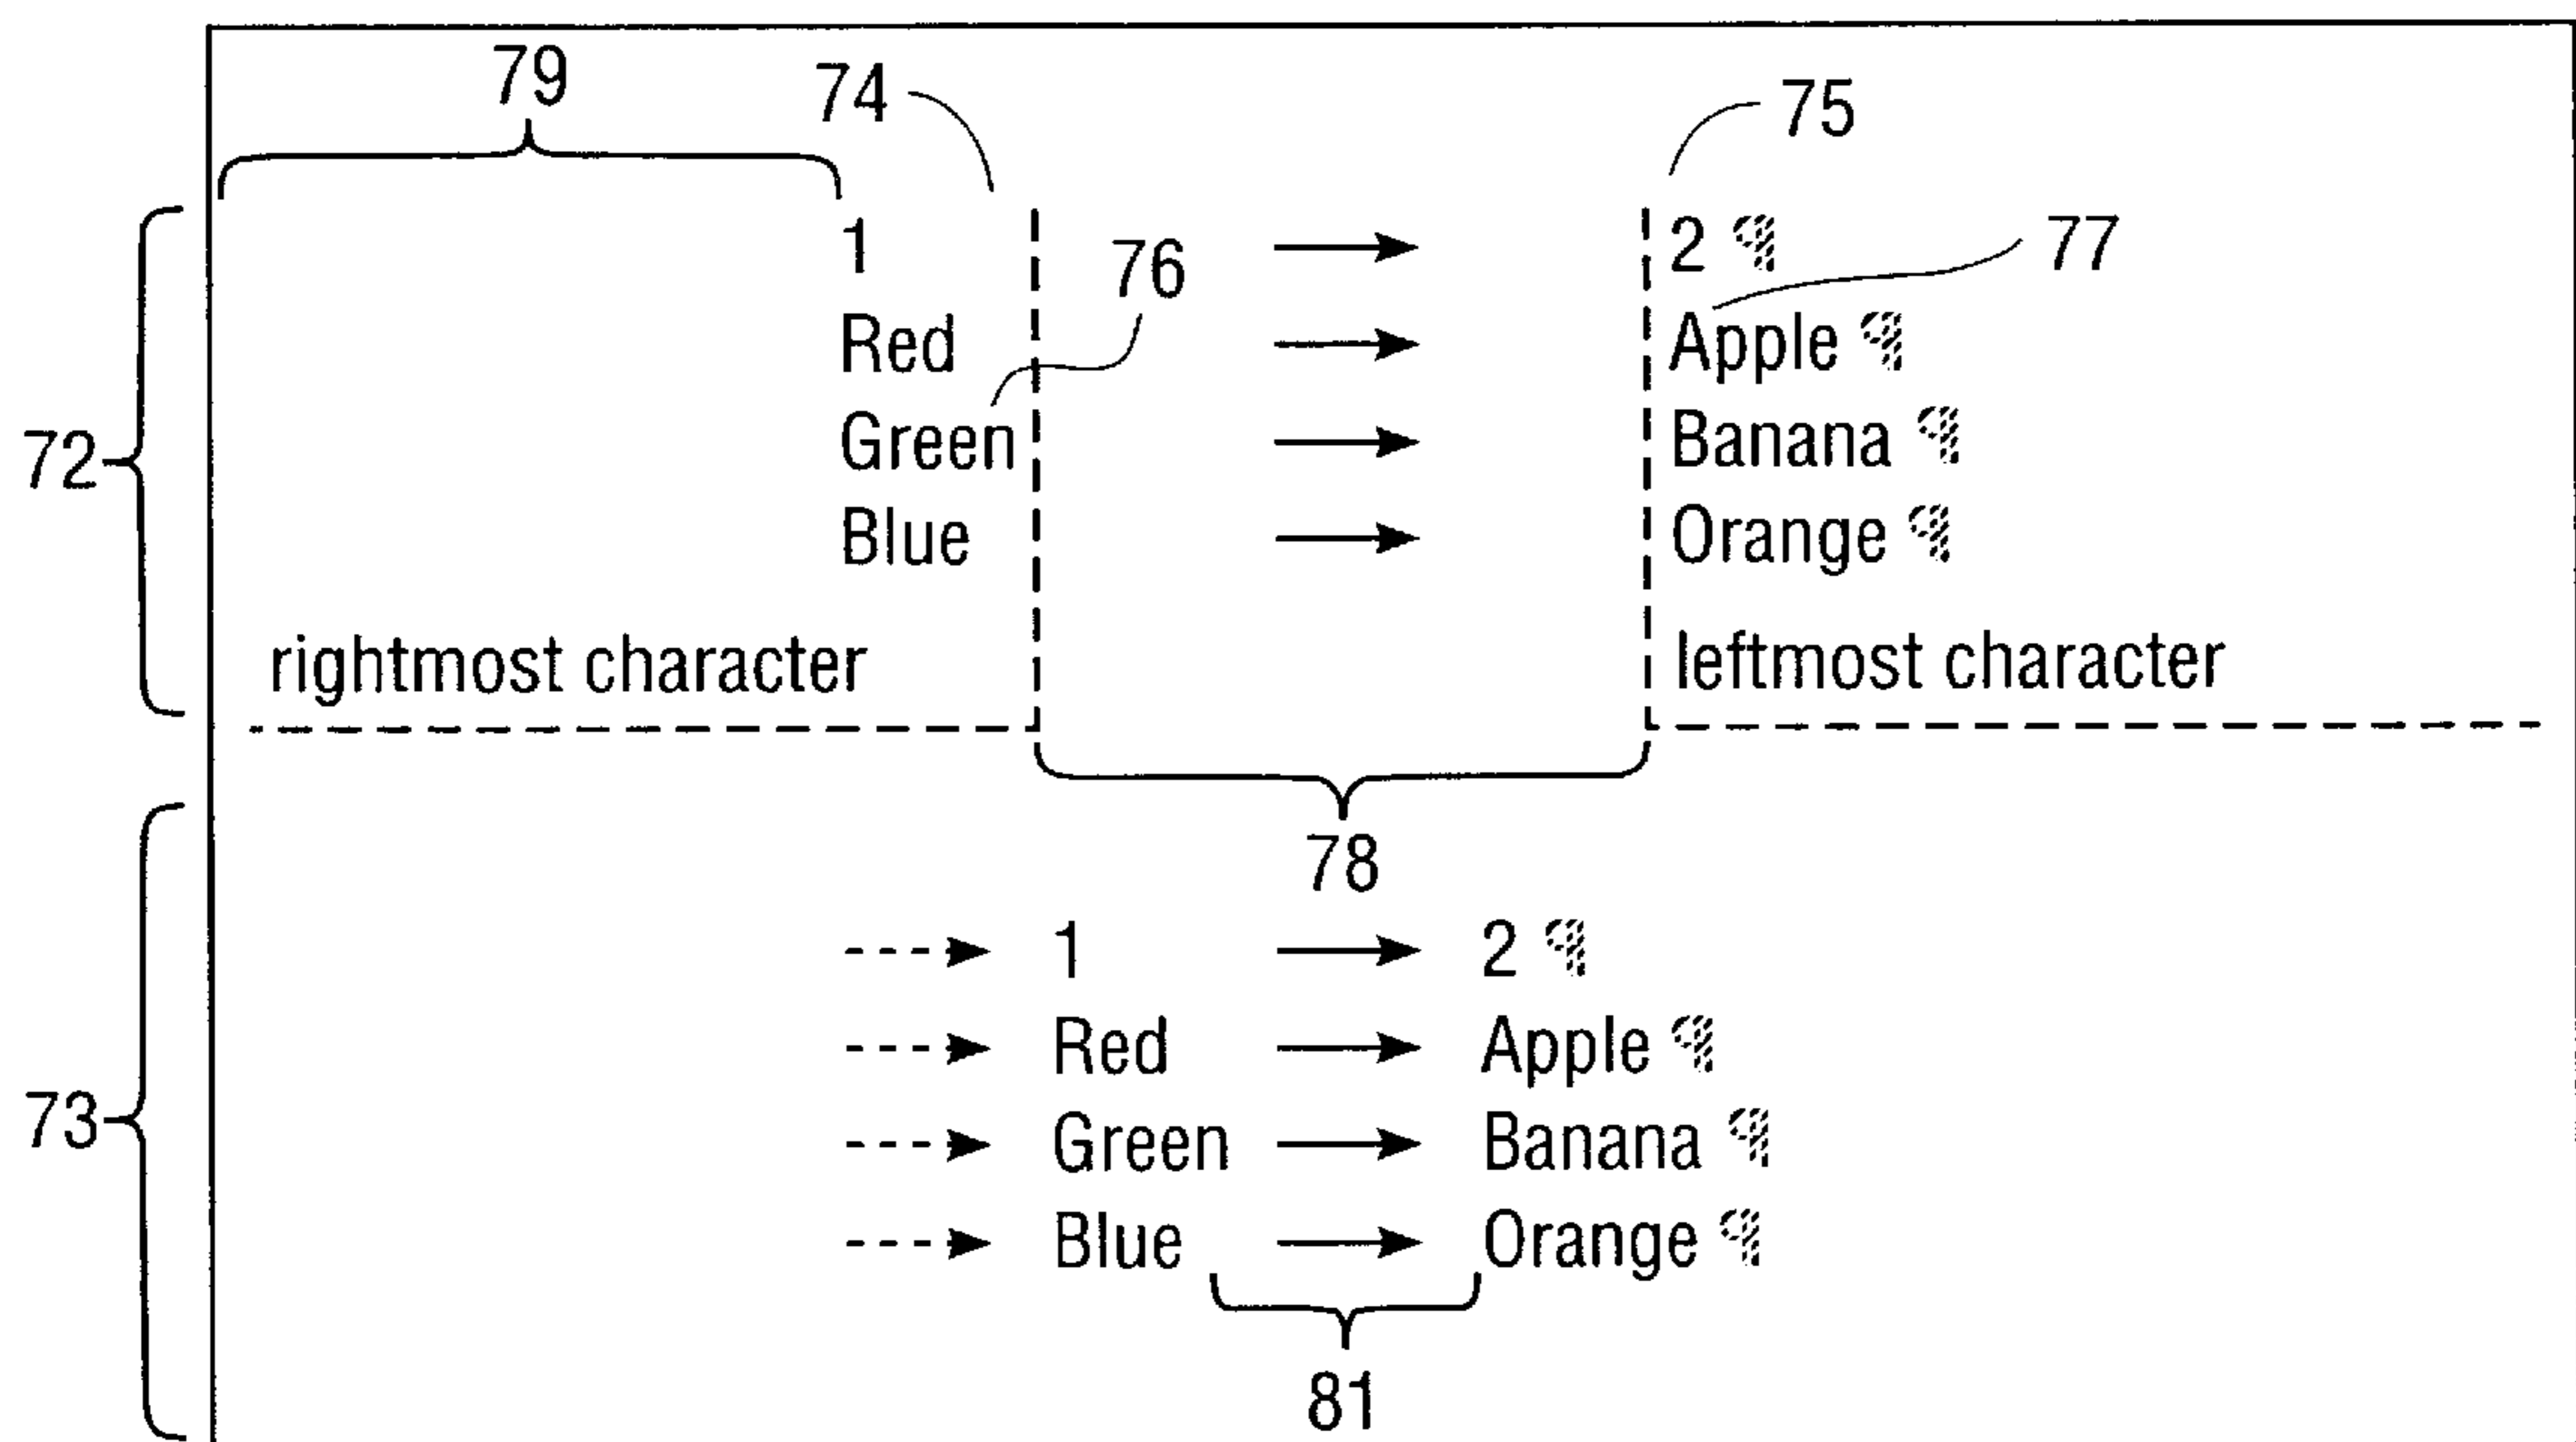 79 74 75
1 → 2 ¶ 77
76
Red → Apple ¶
Green → Banana ¶
72
Blue → Orange ¶
rightmost character leftmost character
78
1 → 2 ¶
Red → Apple ¶
73
Green → Banana ¶
Blue → Orange ¶
81